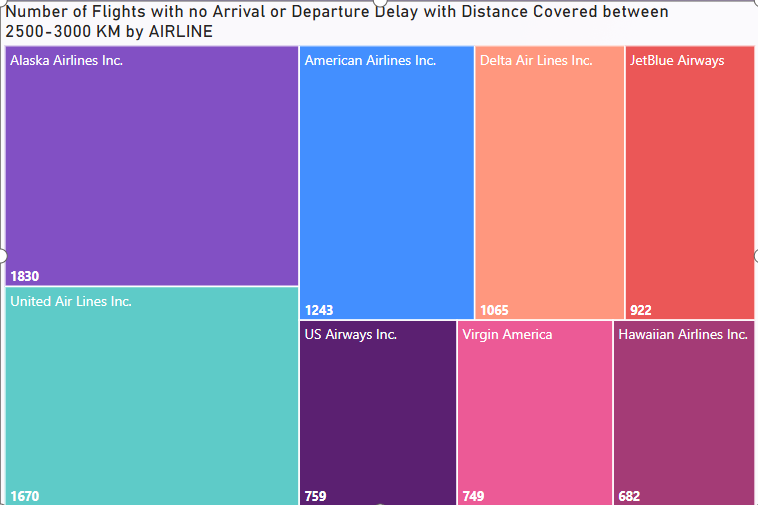 Number of Flights with no Arrival or Departure Delay with Distance Covered between
2500-3000 KM by AIRLINE
Alaska Airlines Inc.
1830
United Air Lines Inc.
1670
American Airlines Inc.
1243
Delta Air Lines Inc.
1065
JetBlue Airways
922
US Airways Inc.
759
Virgin America
749
Hawaiian Airlines Inc.
682